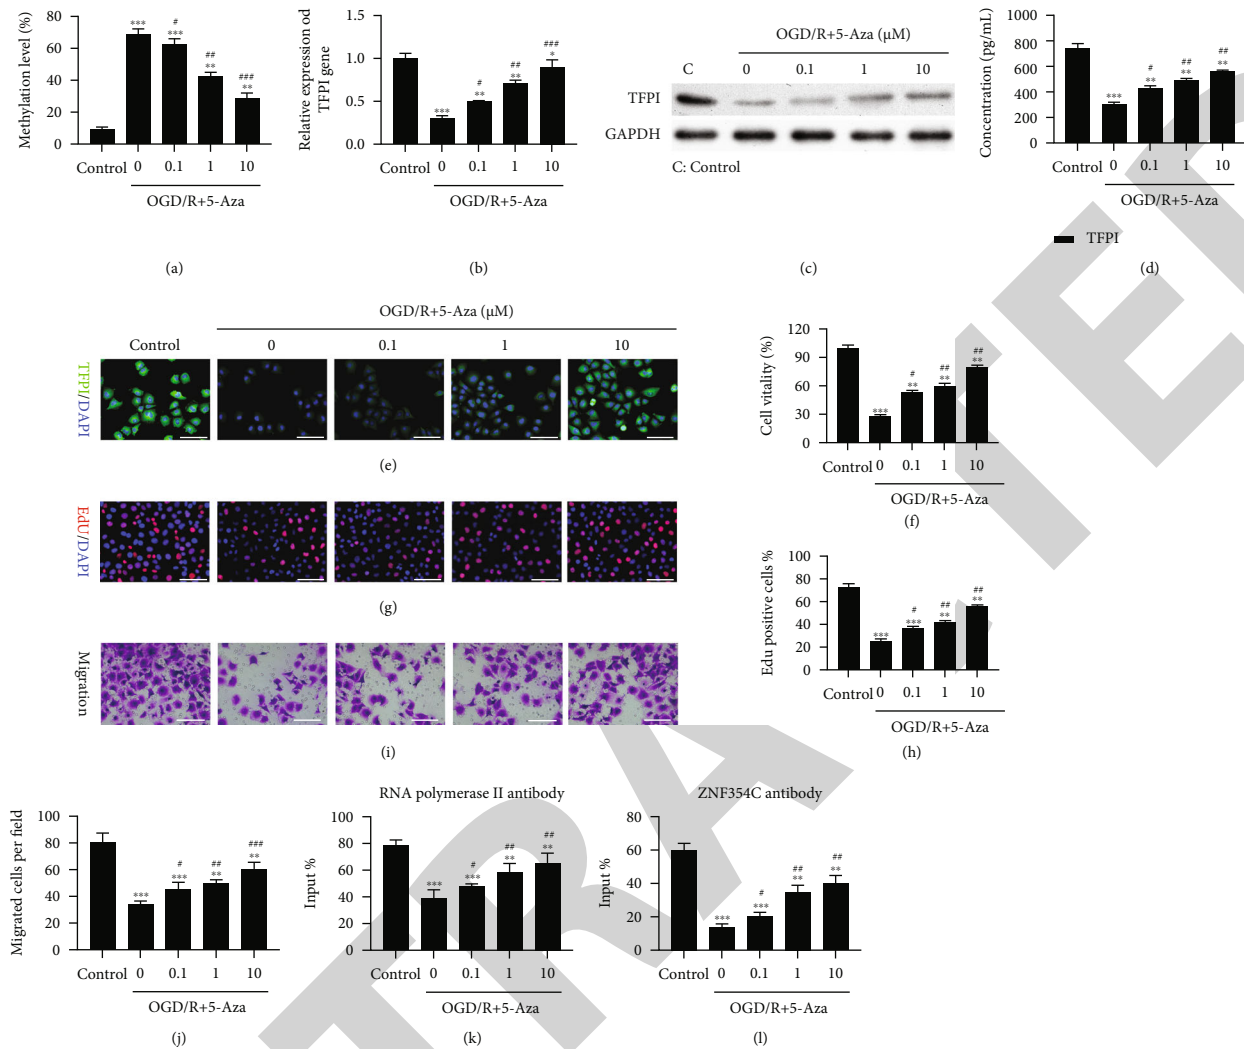 Methylation level (%)
80
60
40
20
0
***
#
***
##
**
###
**
Control 0 0.1 1 10
OGD/R+5-Aza
(a)
Relative expression od
TFPI gene
1.5
1.0
0.5
0.0
***
#
**
##
**
###
*
Control 0 0.1 1 10
OGD/R+5-Aza
(b)
OGD/R+5-Aza (μM)
C 0 0.1 1 10
TFPI
GAPDH
C: Control
(c)
Concentration (pg/mL)
1000
800
600
400
200
0
***
#
**
##
**
##
**
Control 0 0.1 1 10
OGD/R+5-Aza
TFPI
(d)
OGD/R+5-Aza (μM)
Control 0 0.1 1 10
TFPI/DAPI
(e)
Cell vitality (%)
120
90
60
30
0
***
#
**
##
**
##
**
Control 0 0.1 1 10
OGD/R+5-Aza
(f)
EdU/DAPI
(g)
Edu positive cells %
80
60
40
20
0
***
#
***
##
**
##
**
Control 0 0.1 1 10
OGD/R+5-Aza
(h)
Migration
(i)
Migrated cells per field
100
80
60
40
20
0
***
#
***
##
**
###
**
Control 0 0.1 1 10
OGD/R+5-Aza
(j)
RNA polymerase II antibody
Input %
100
80
60
40
20
0
***
#
***
##
**
##
**
Control 0 0.1 1 10
OGD/R+5-Aza
(k)
ZNF354C antibody
Input %
80
60
40
20
0
***
#
***
##
**
##
**
Control 0 0.1 1 10
OGD/R+5-Aza
(l)